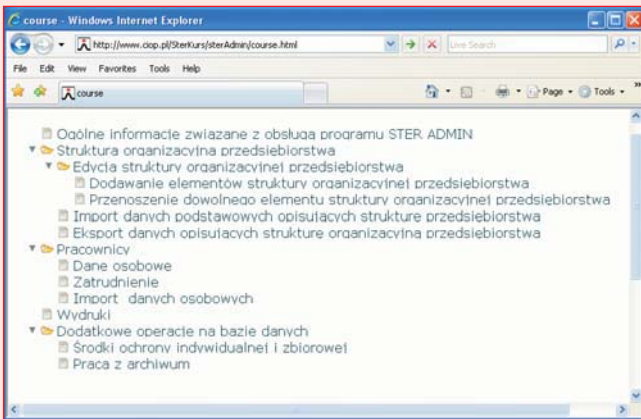 course - Windows Internet Explorer
http://www.ciop.pl/SterKurs/sterAdmin/course.html
Live Search
File Edit View Favorites Tools Help
course
Page
Tools
Ogólne informacje związane z obsługą programu STER ADMIN
Struktura organizacyjna przedsiębiorstwa
Edycja struktury organizacyjnej przedsiębiorstwa
Dodawanie elementów struktury organizacyjnej przedsiębiorstwa
Przenoszenie dowolnego elementu struktury organizacyjnej przedsiębiorstwa
Import danych podstawowych opisujących strukturę przedsiębiorstwa
Eksport danych opisujących strukturę organizacyjną przedsiębiorstwa
Pracownicy
Dane osobowe
Zatrudnienie
Import danych osobowych
Wydruki
Dodatkowe operacje na bazie danych
Środki ochrony indywidualnej i zbiorowej
Praca z archiwum